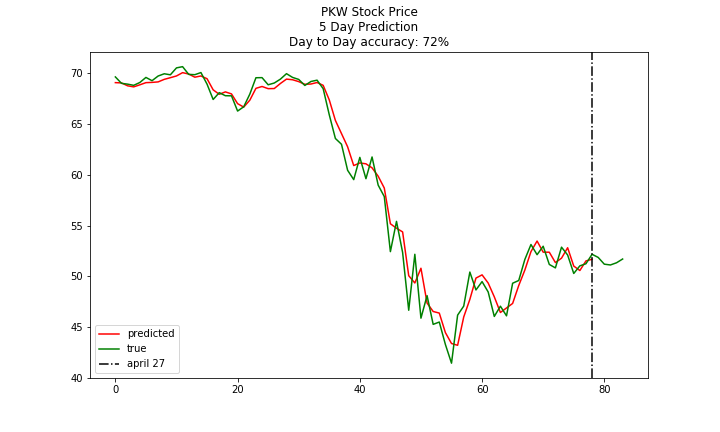 PKW Stock Price
5 Day Prediction
Day to Day accuracy: 72%
70
65
60
55
50
45
40
0
20
40
60
80
predicted
true
april 27